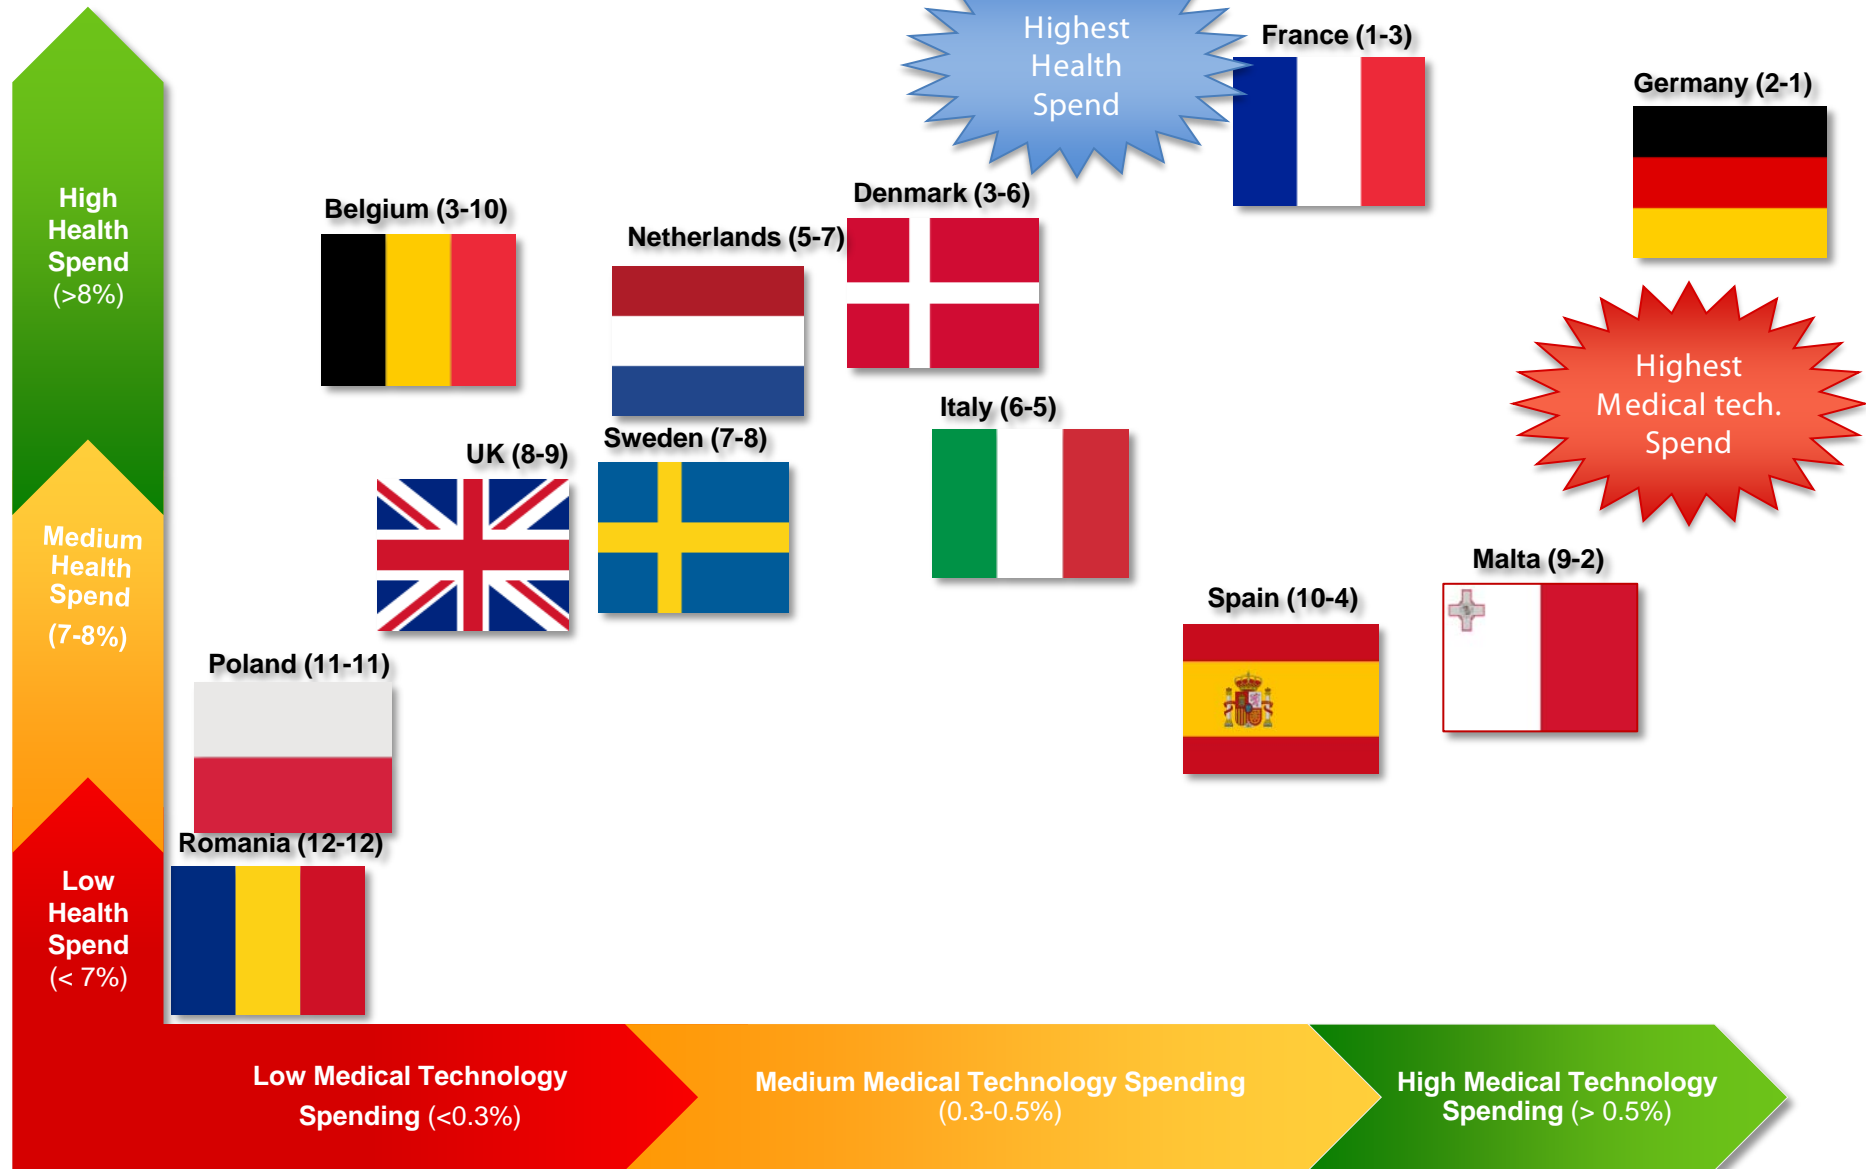 Highest
Health
Spend
France (1-3)
Germany (2-1)
High
Health
Spend
(>8%)
Belgium (3-10)
Netherlands (5-7)
Denmark (3-6)
Highest
Medical tech.
Spend
Italy (6-5)
UK (8-9)
Sweden (7-8)
Medium
Health
Spend
(7-8%)
Malta (9-2)
Spain (10-4)
Poland (11-11)
Romania (12-12)
Low
Health
Spend
(< 7%)
Low Medical Technology
Spending (<0.3%)
Medium Medical Technology Spending
(0.3-0.5%)
High Medical Technology
Spending (> 0.5%)